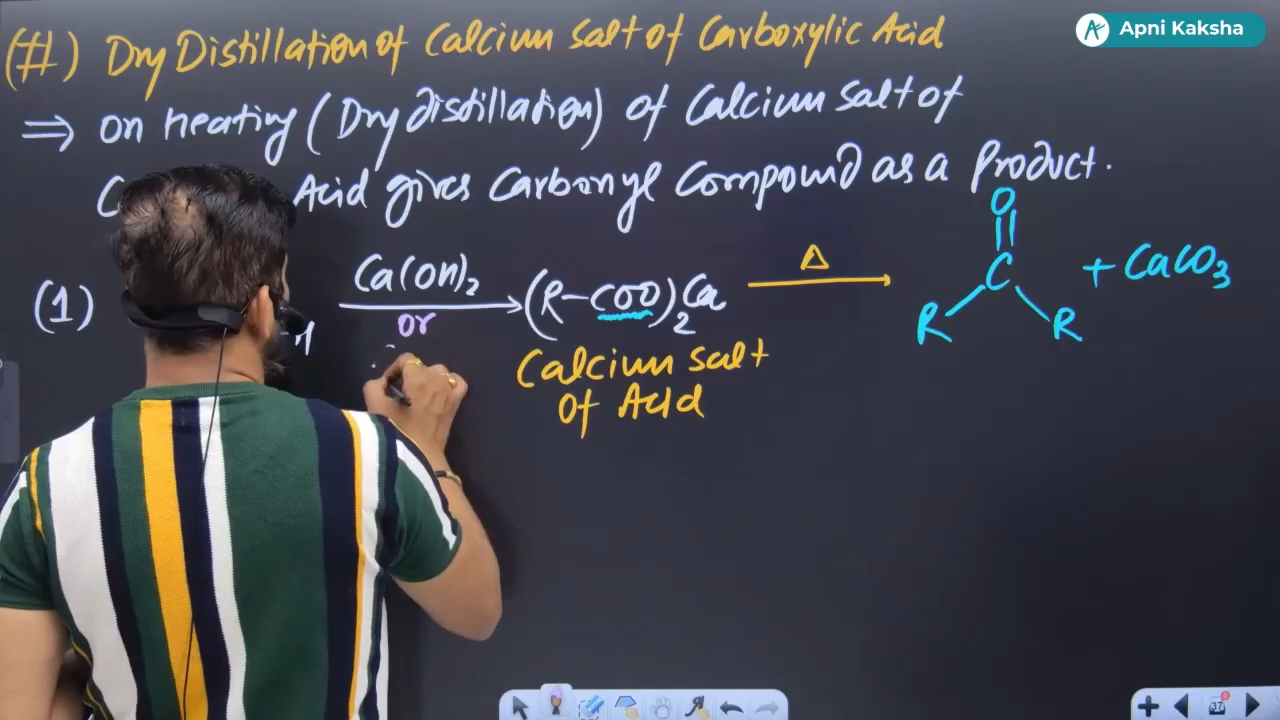 Apni Kaksha
(#) Dry Distillation of Calcium Salt of Carboxylic Acid
⇒ on heating (Dry distillation) of Calcium Salt of
Acid gives Carbonyl Compound as a Product.
(1) Ca(OH)2 or (R-COO)2Ca Δ O
C
R R + CaCO3
Calcium Salt
Of Acid
37